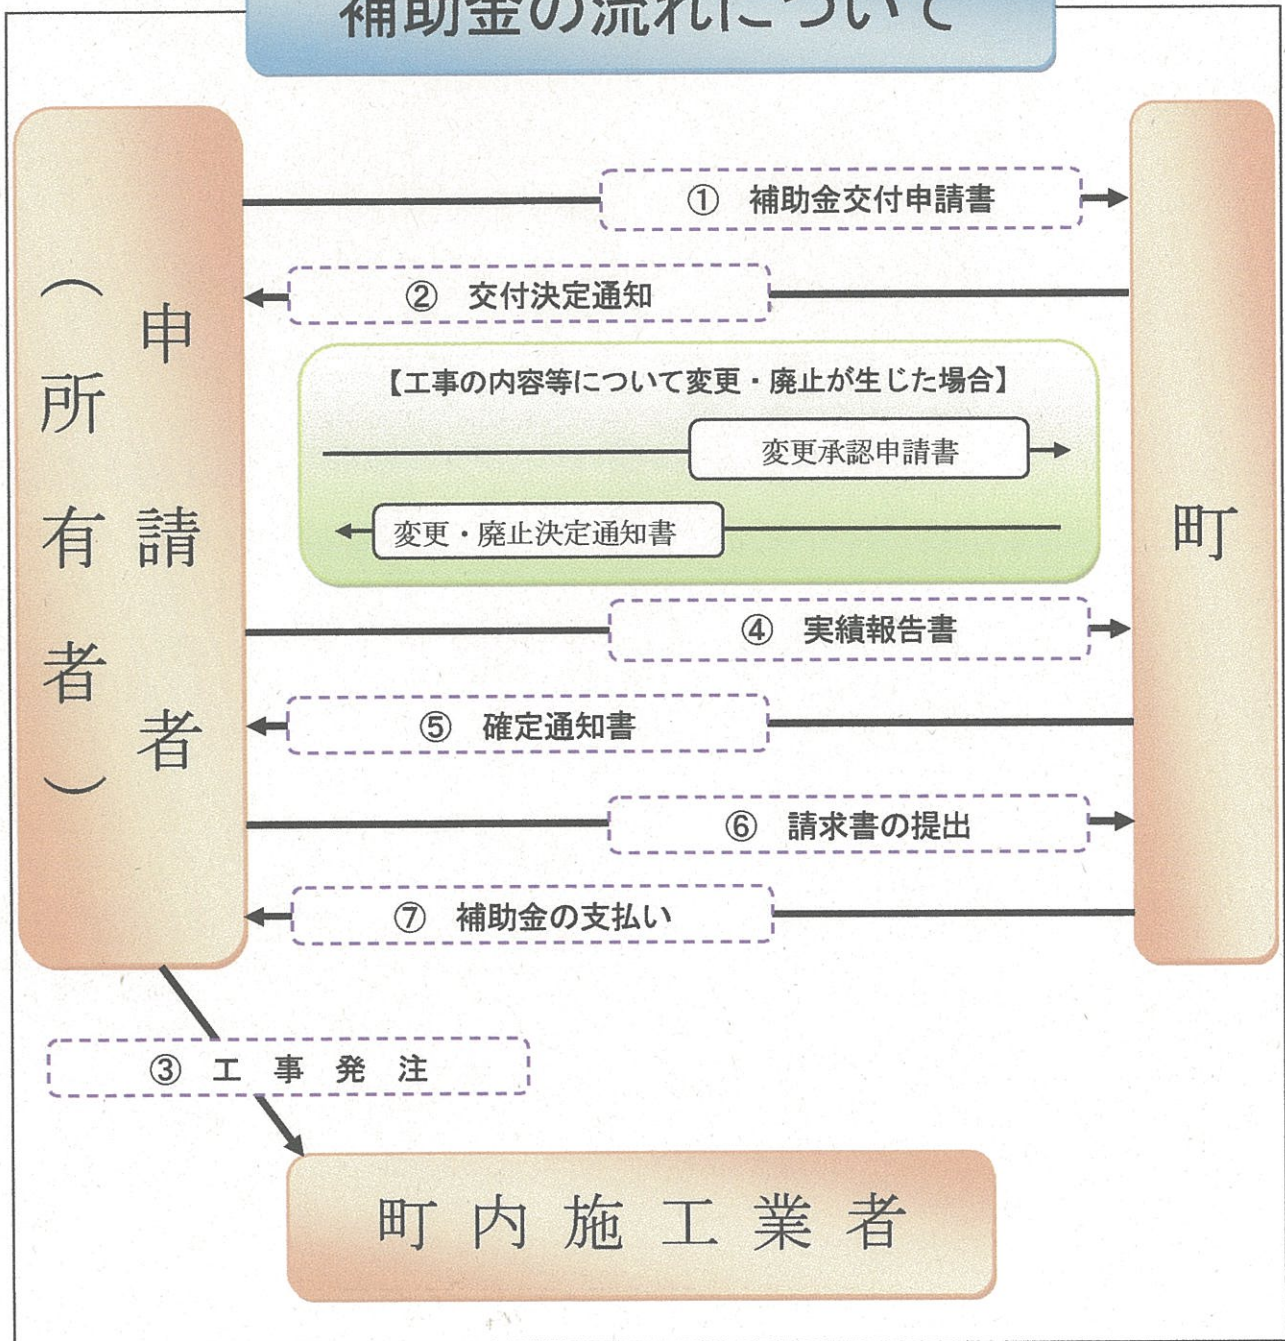 補助金の流れについて
申請者
（所有者）
町
① 補助金交付申請書
② 交付決定通知
【工事の内容等について変更・廃止が生じた場合】
変更承認申請書
変更・廃止決定通知書
④ 実績報告書
⑤ 確定通知書
⑥ 請求書の提出
⑦ 補助金の支払い
③ 工 事 発 注
町 内 施 工 業 者